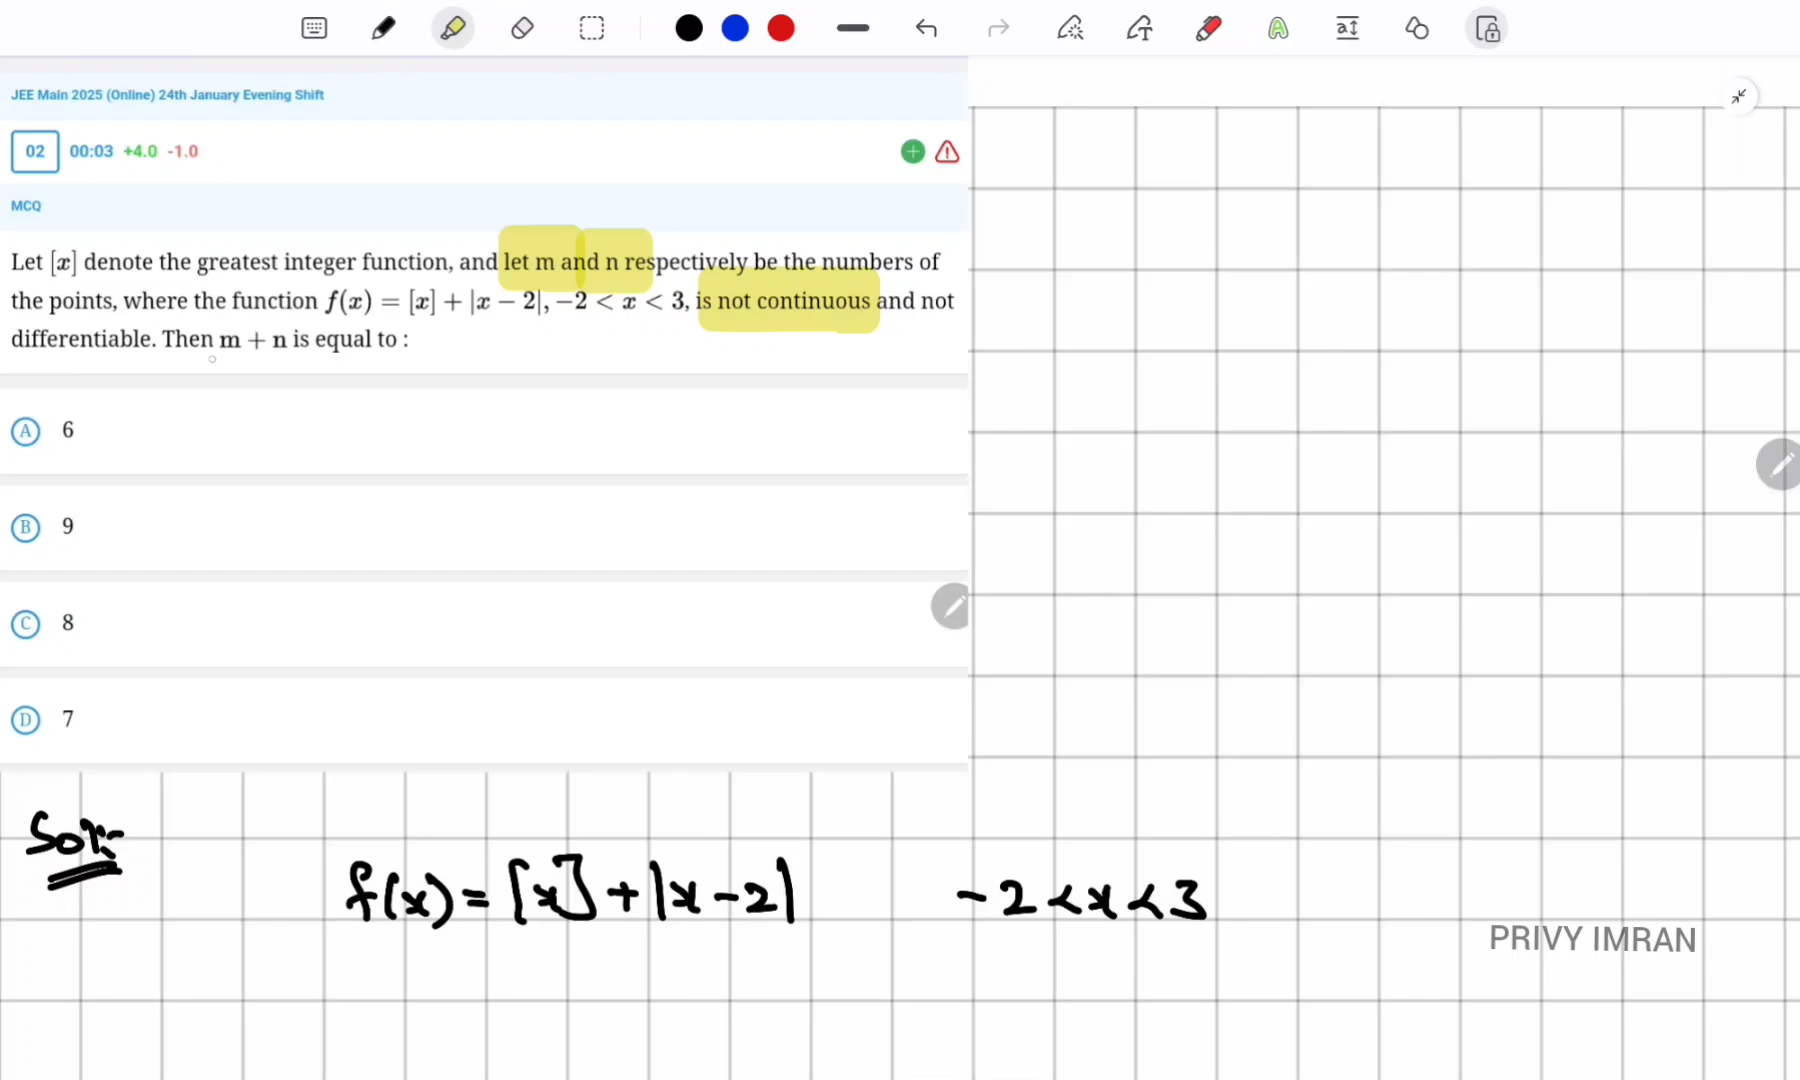 JEE Main 2025 (Online) 24th January Evening Shift
02 00:03 +4.0 -1.0
MCQ
Let [x] denote the greatest integer function, and let m and n respectively be the numbers of
the points, where the function f(x) = [x] + |x − 2|, −2 < x < 3, is not continuous and not
differentiable. Then m + n is equal to :
A 6
B 9
C 8
D 7
Sol:-
f(x) = [x] + |x - 2| -2 < x < 3
PRIVY IMRAN